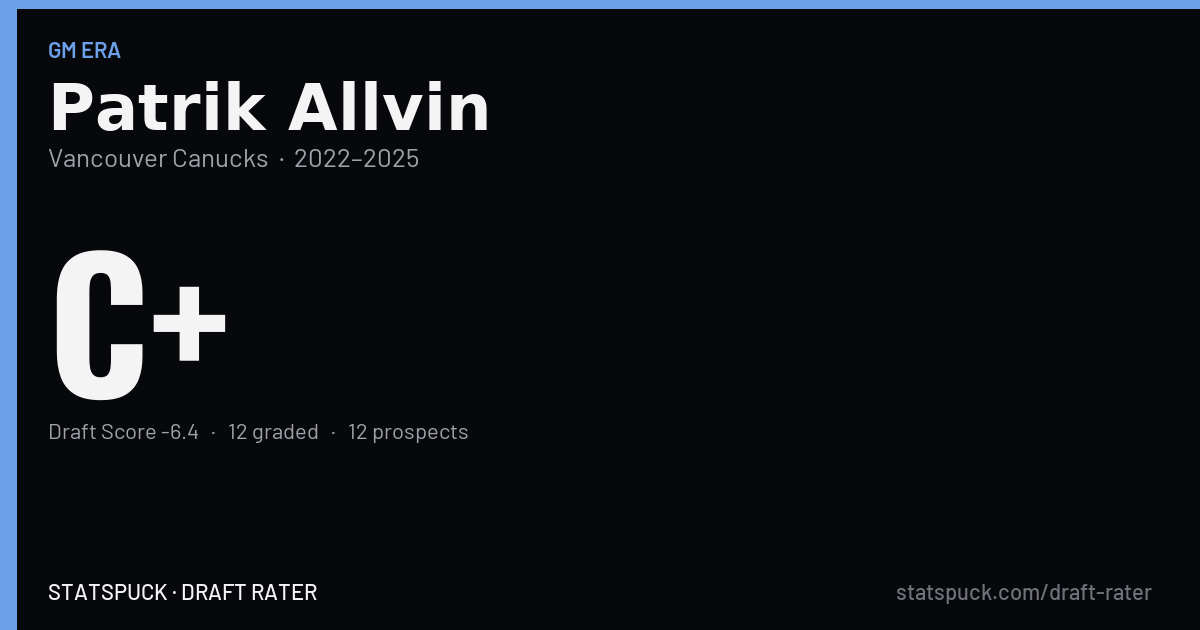 GM ERA
Patrik Allvin
Vancouver Canucks · 2022–2025
C+
Draft Score -6.4 · 12 graded · 12 prospects
STATSPUCK · DRAFT RATER
statspuck.com/draft-rater